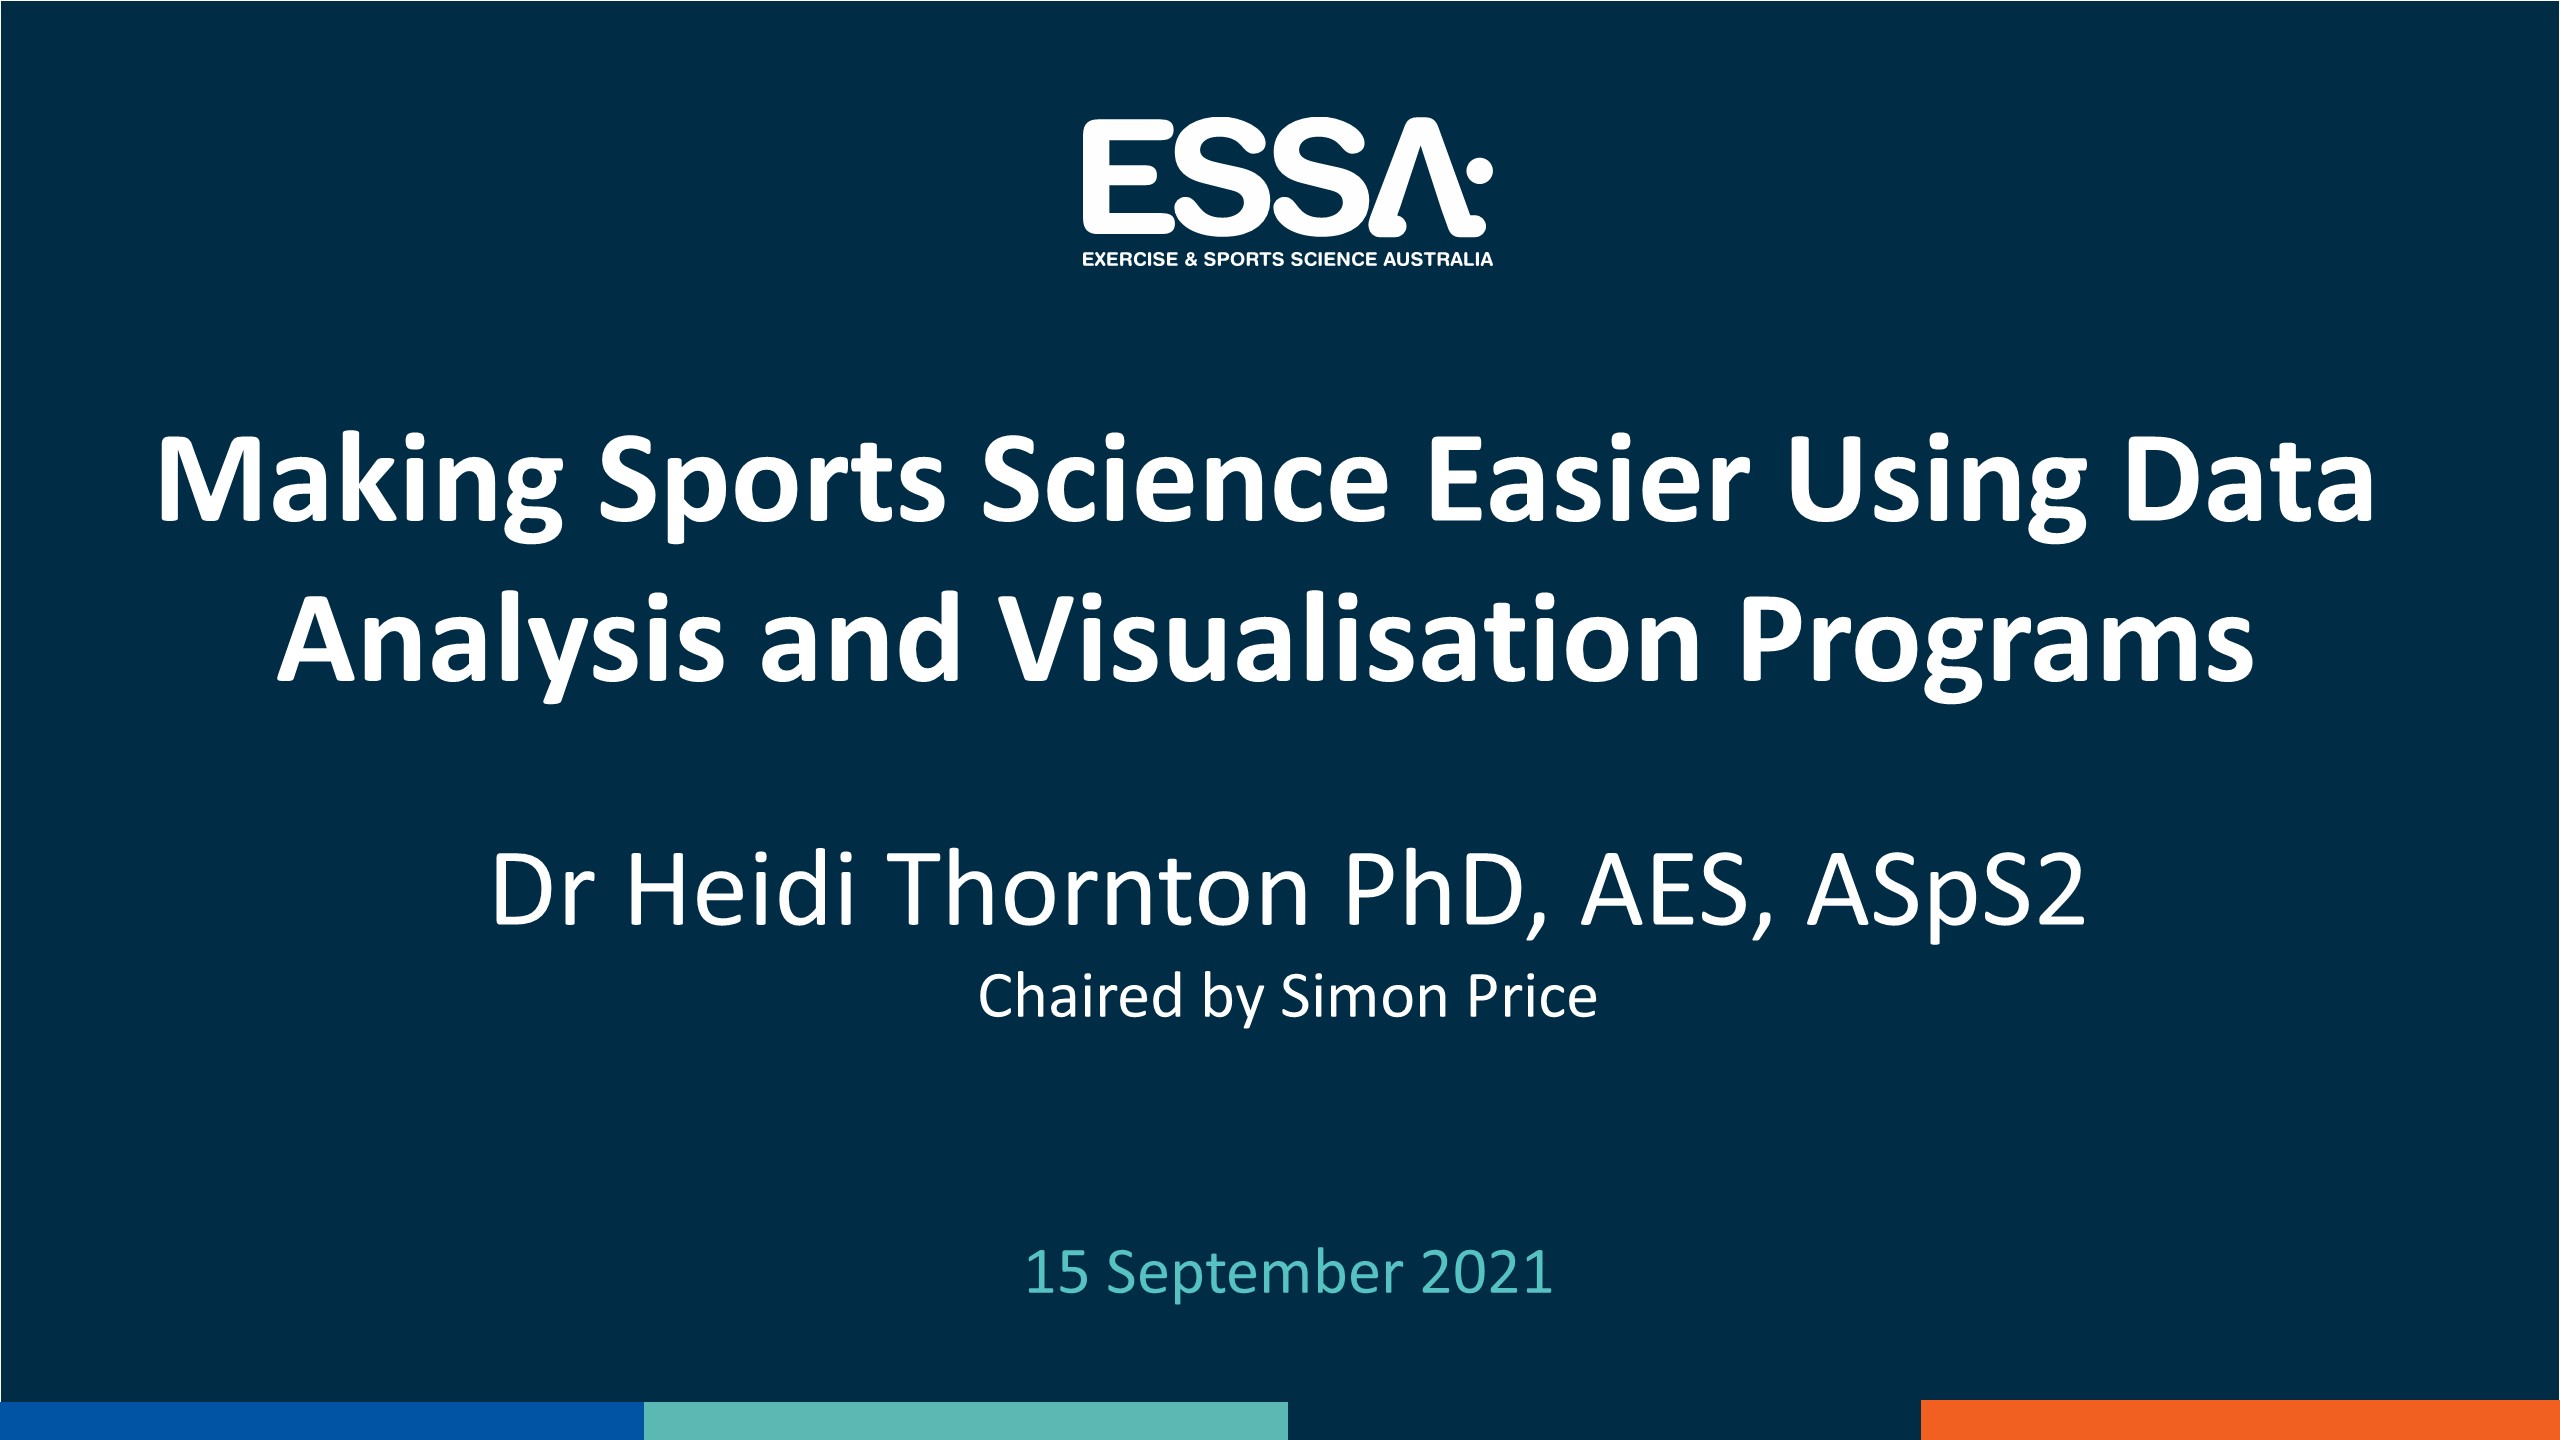 ESSA
EXERCISE & SPORTS SCIENCE AUSTRALIA
Making Sports Science Easier Using Data
Analysis and Visualisation Programs
Dr Heidi Thornton PhD, AES, ASpS2
Chaired by Simon Price
15 September 2021